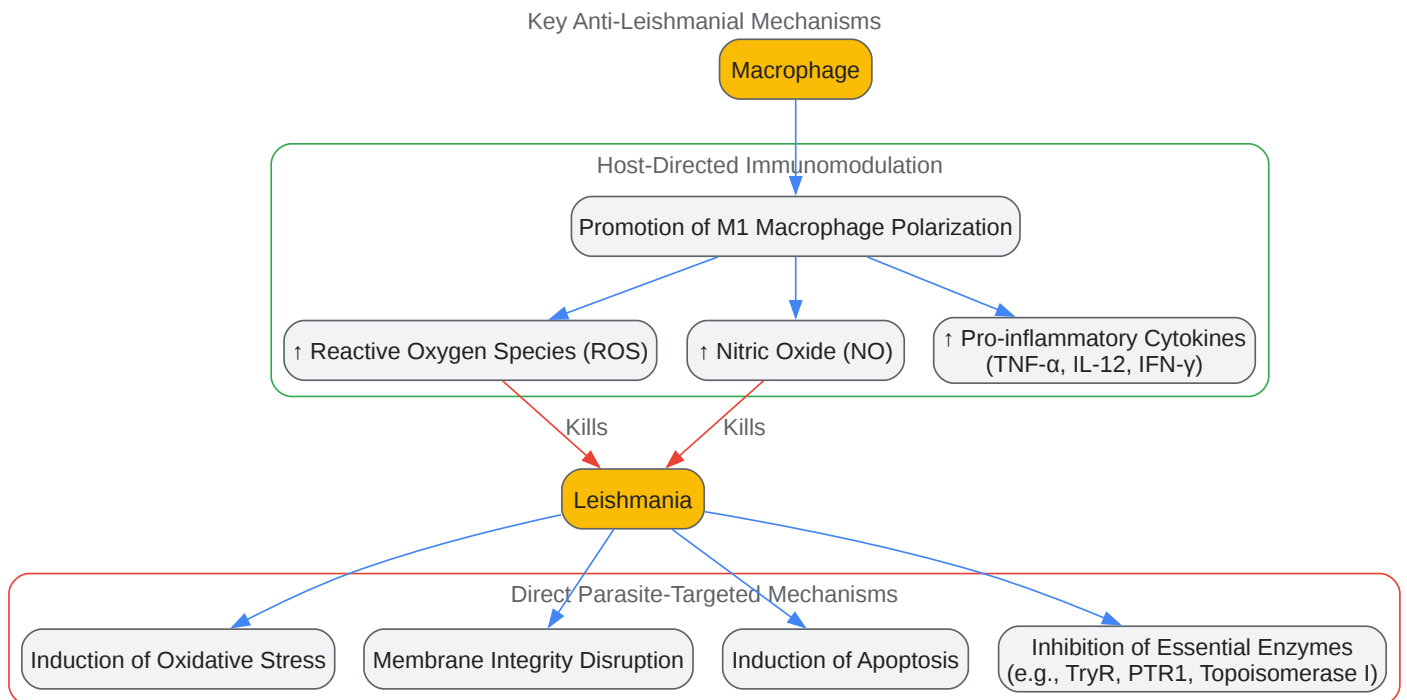 Key Anti-Leishmanial Mechanisms
Macrophage
Host-Directed Immunomodulation
Promotion of M1 Macrophage Polarization
↑ Reactive Oxygen Species (ROS)
↑ Nitric Oxide (NO)
↑ Pro-inflammatory Cytokines
(TNF-α, IL-12, IFN-γ)
Kills
Kills
Leishmania
Direct Parasite-Targeted Mechanisms
Induction of Oxidative Stress
Membrane Integrity Disruption
Induction of Apoptosis
Inhibition of Essential Enzymes
(e.g., TryR, PTR1, Topoisomerase I)